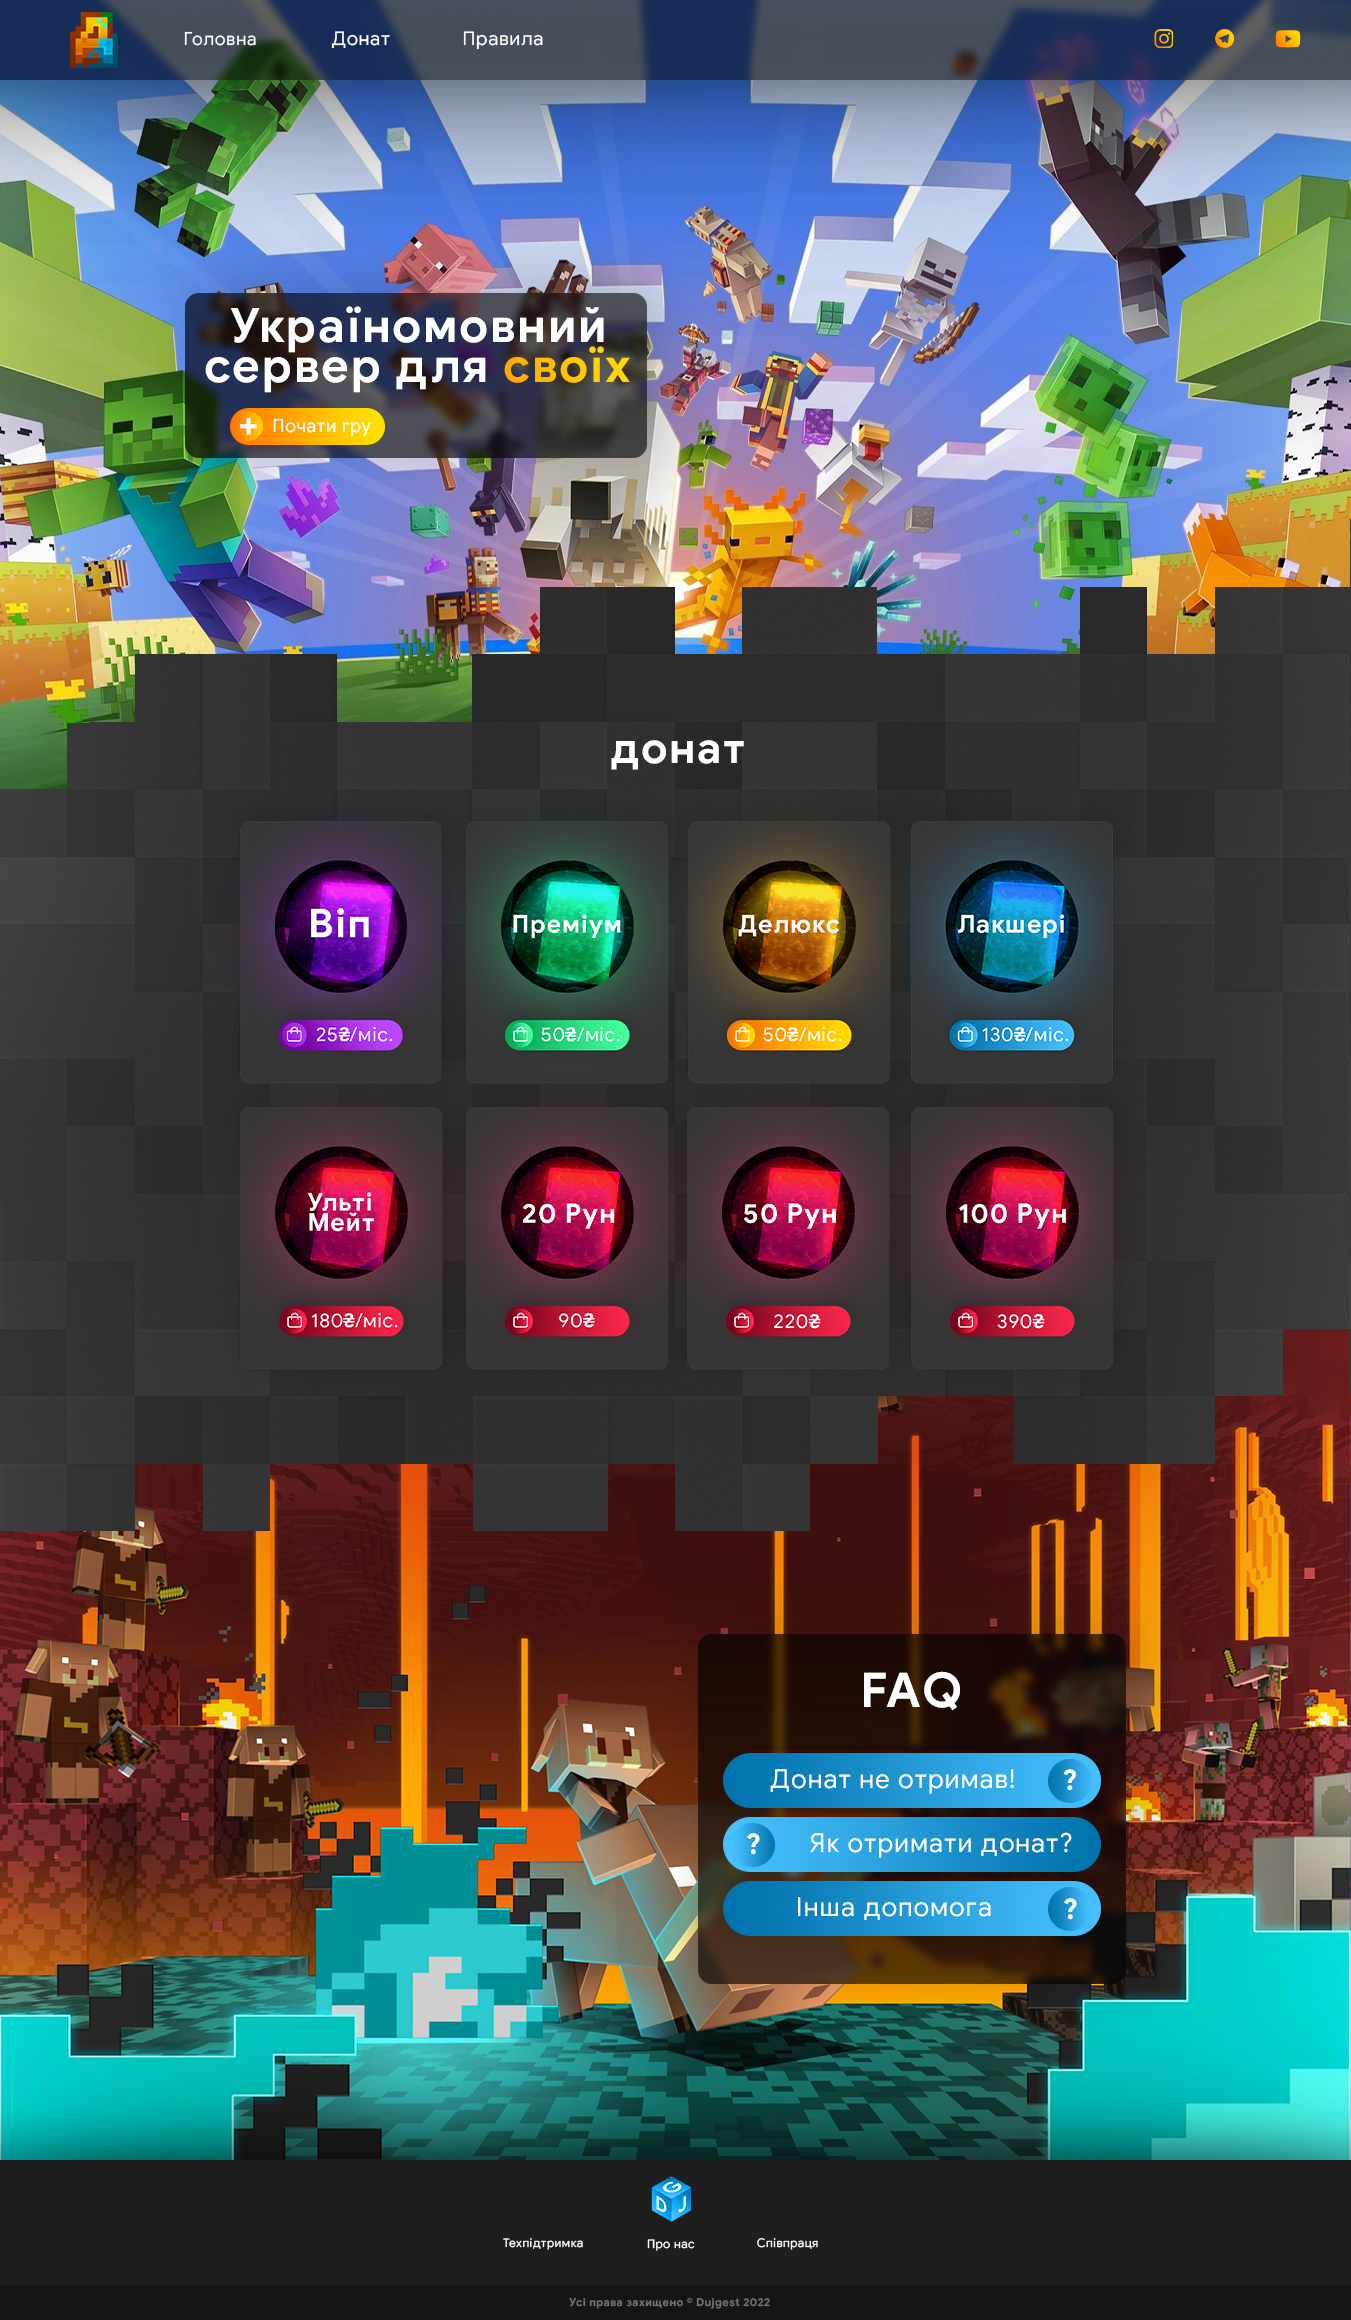 Головна Донат Правила
Україномовний
сервер для своїх
Почати гру
донат
Віп
Преміум
Делюкс
Лакшері
25₴/міс.
50₴/міс.
50₴/міс.
130₴/міс.
Ульті
Мейт
20 Рун
50 Рун
100 Рун
180₴/міс.
90₴
220₴
390₴
FAQ
Донат не отримав! ?
? Як отримати донат?
Інша допомога ?
G
D J
Техпідтримка Про нас Співпраця
Усі права захищено © Dujgest 2022